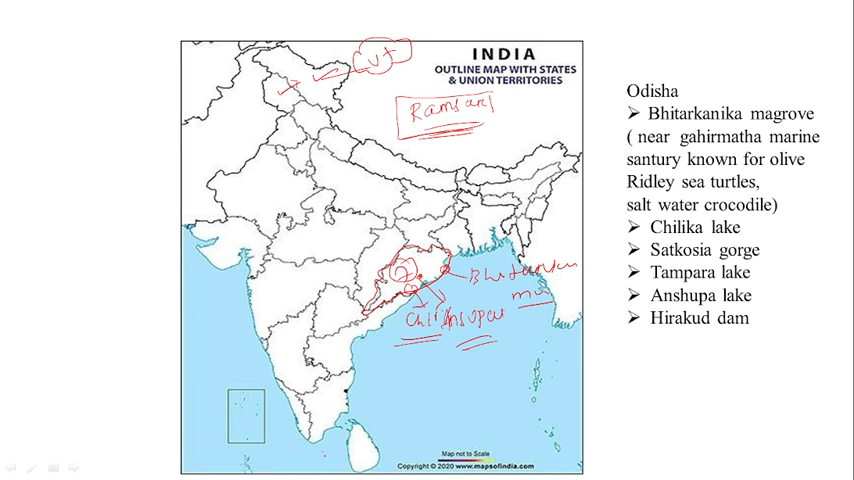 INDIA
OUTLINE MAP WITH STATES
& UNION TERRITORIES
Ramsar
Odisha
➢ Bhitarkanika magrove
( near gahirmatha marine
santury known for olive
Ridley sea turtles,
salt water crocodile)
➢ Chilika lake
➢ Satkosia gorge
➢ Tampara lake
➢ Anshupa lake
➢ Hirakud dam
Map not to Scale
Copyright © 2020 www.mapsofindia.com